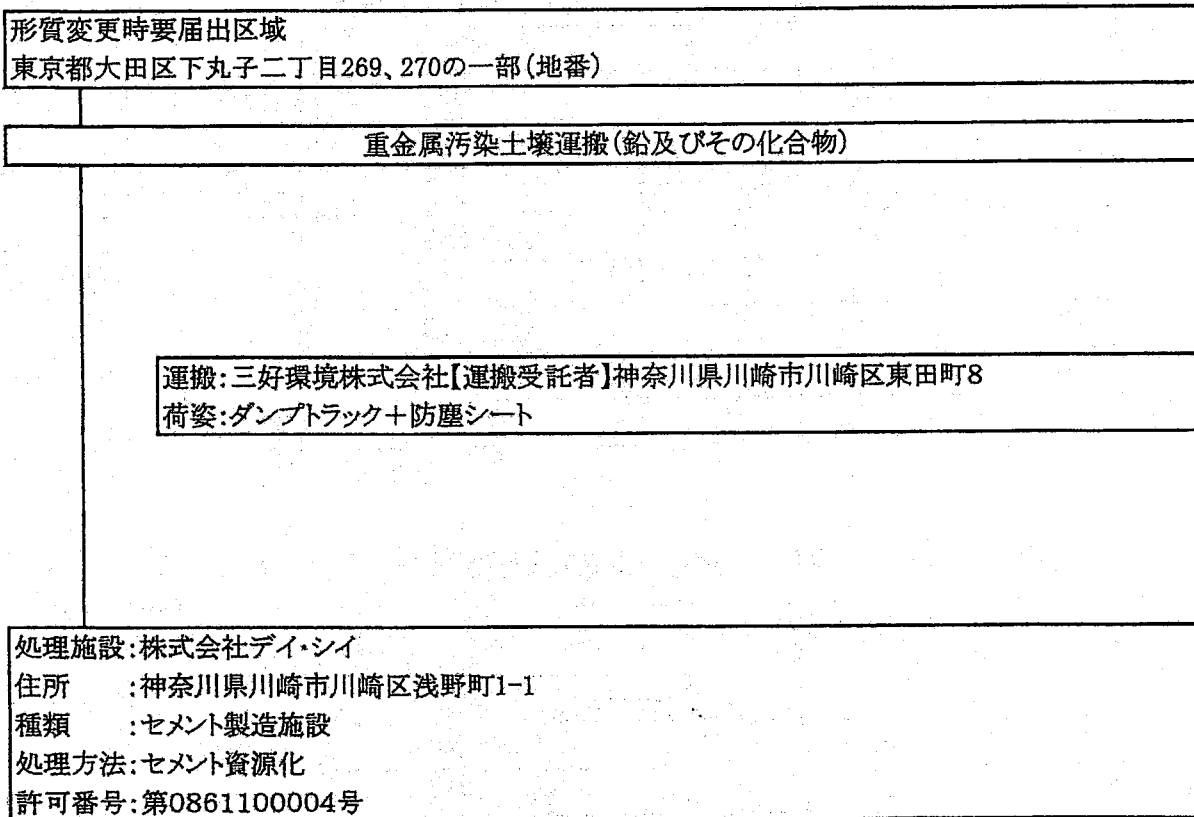 形質変更時要届出区域
東京都大田区下丸子二丁目269、270の一部(地番)
重金属汚染土壌運搬(鉛及びその化合物)
運搬:三好環境株式会社【運搬受託者】神奈川県川崎市川崎区東田町8
荷姿:ダンプトラック+防塵シート
処理施設:株式会社デイ・シイ
住所　　:神奈川県川崎市川崎区浅野町1-1
種類　　:セメント製造施設
処理方法:セメント資源化
許可番号:第0861100004号